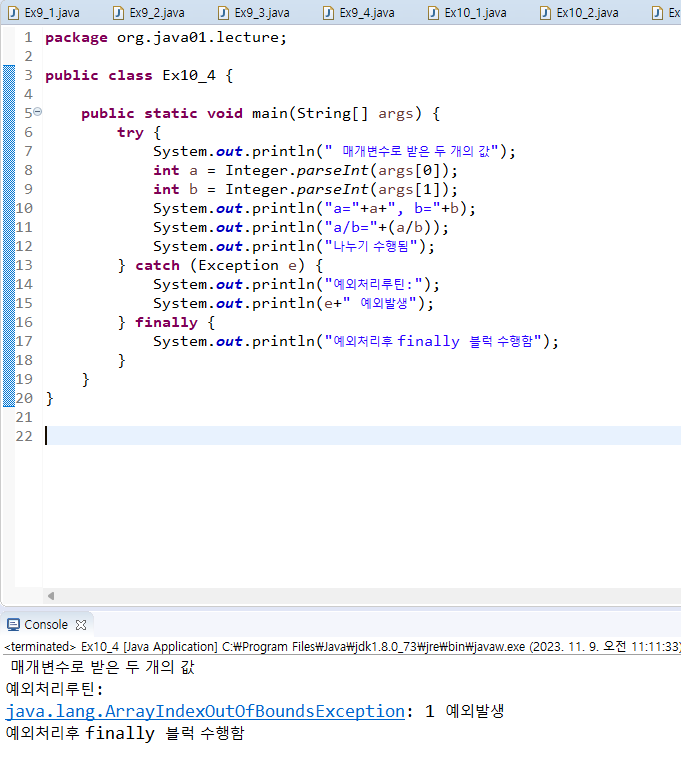 Ex9_1.java Ex9_2.java Ex9_3.java Ex9_4.java Ex10_1.java Ex10_2.java Ex
1 package org.java01.lecture;
2
3 public class Ex10_4 {
4
5 public static void main(String[] args) {
6 try {
7 System.out.println(" 매개변수로 받은 두 개의 값");
8 int a = Integer.parseInt(args[0]);
9 int b = Integer.parseInt(args[1]);
10 System.out.println("a="+a+", b="+b);
11 System.out.println("a/b="+(a/b));
12 System.out.println("나누기 수행됨");
13 } catch (Exception e) {
14 System.out.println("예외처리루틴:");
15 System.out.println(e+" 예외발생");
16 } finally {
17 System.out.println("예외처리후 finally 블럭 수행함");
18 }
19 }
20 }
21
22
Console
<terminated> Ex10_4 [Java Application] C:₩Program Files₩Java₩jdk1.8.0_73₩jre₩bin₩javaw.exe (2023. 11. 9. 오전 11:11:33)
매개변수로 받은 두 개의 값
예외처리루틴:
java.lang.ArrayIndexOutOfBoundsException: 1 예외발생
예외처리후 finally 블럭 수행함